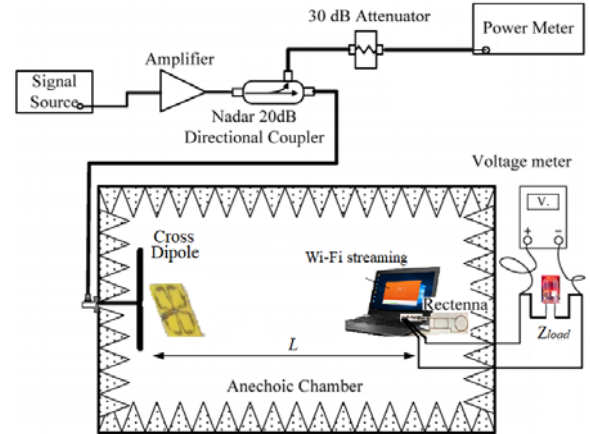 30 dB Attenuator
Power Meter
Amplifier
Signal
Source
Nadar 20dB
Directional Coupler
Voltage meter
V.
+ −
Cross
Dipole
Wi-Fi streaming
Rectenna
Zload
L
Anechoic Chamber